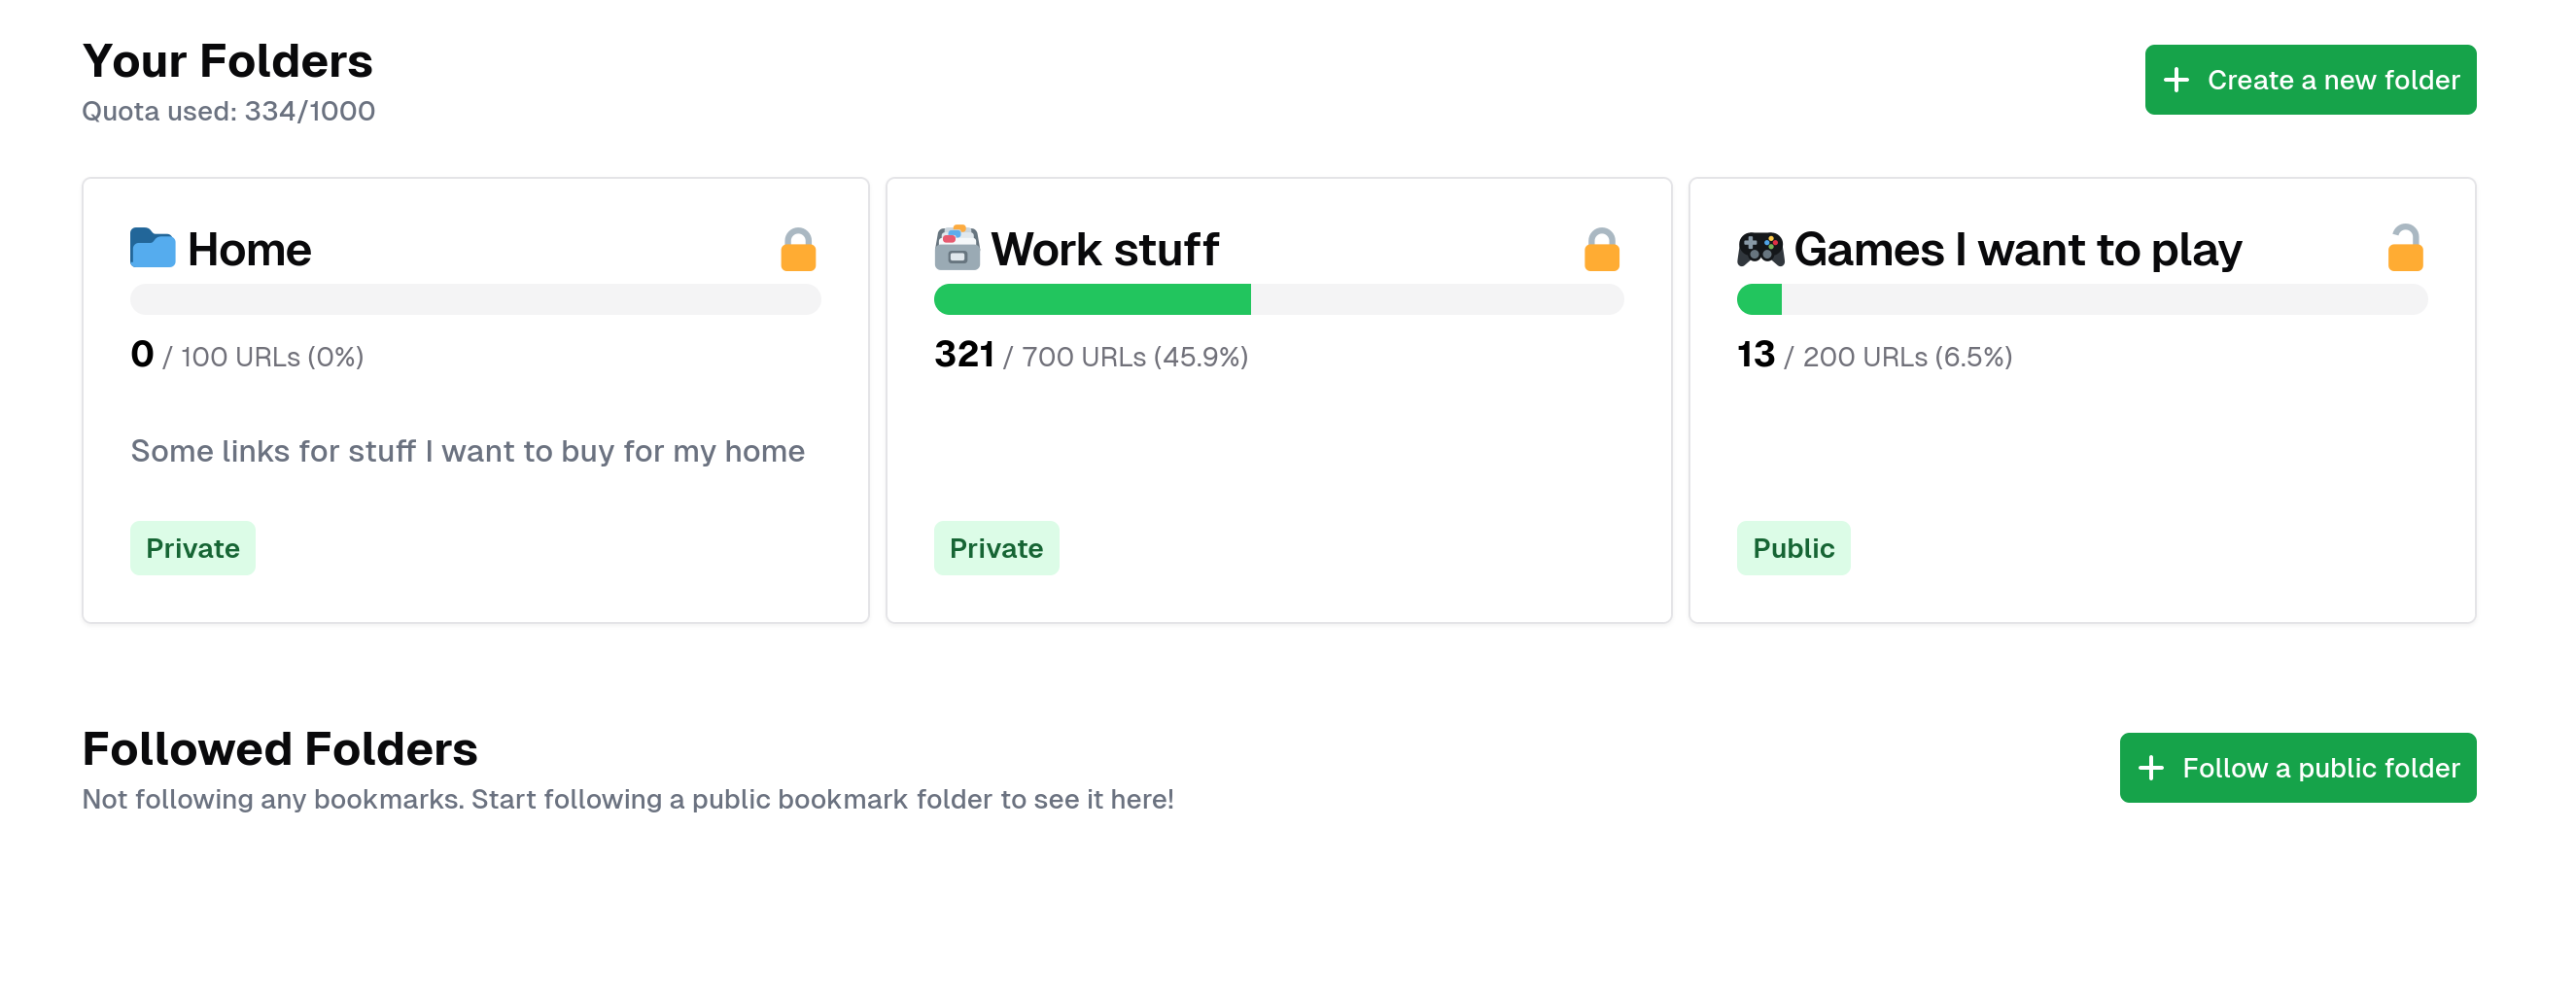 Your Folders
Quota used: 334/1000
+ Create a new folder
Home
0 / 100 URLs (0%)
Some links for stuff I want to buy for my home
Private
Work stuff
321 / 700 URLs (45.9%)
Private
Games I want to play
13 / 200 URLs (6.5%)
Public
Followed Folders
Not following any bookmarks. Start following a public bookmark folder to see it here!
+ Follow a public folder